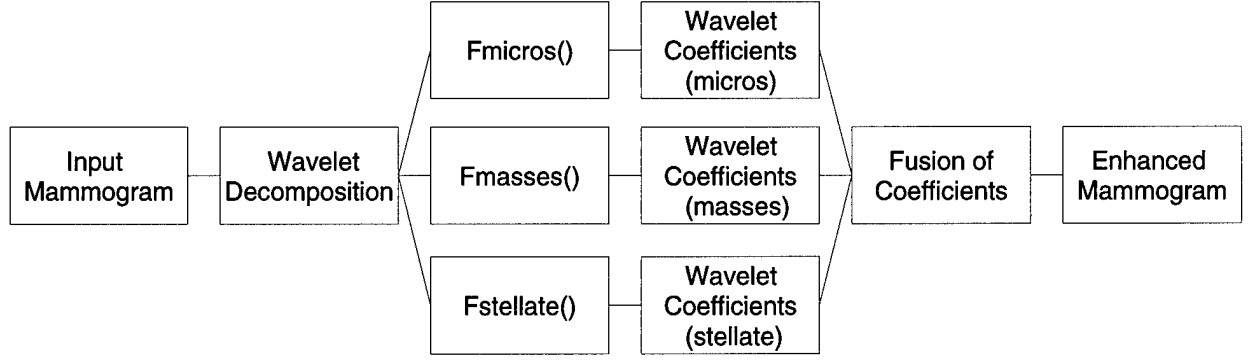 Input
Mammogram
Wavelet
Decomposition
Fmicros()
Wavelet
Coefficients
(micros)
Fmasses()
Wavelet
Coefficients
(masses)
Fstellate()
Wavelet
Coefficients
(stellate)
Fusion of
Coefficients
Enhanced
Mammogram